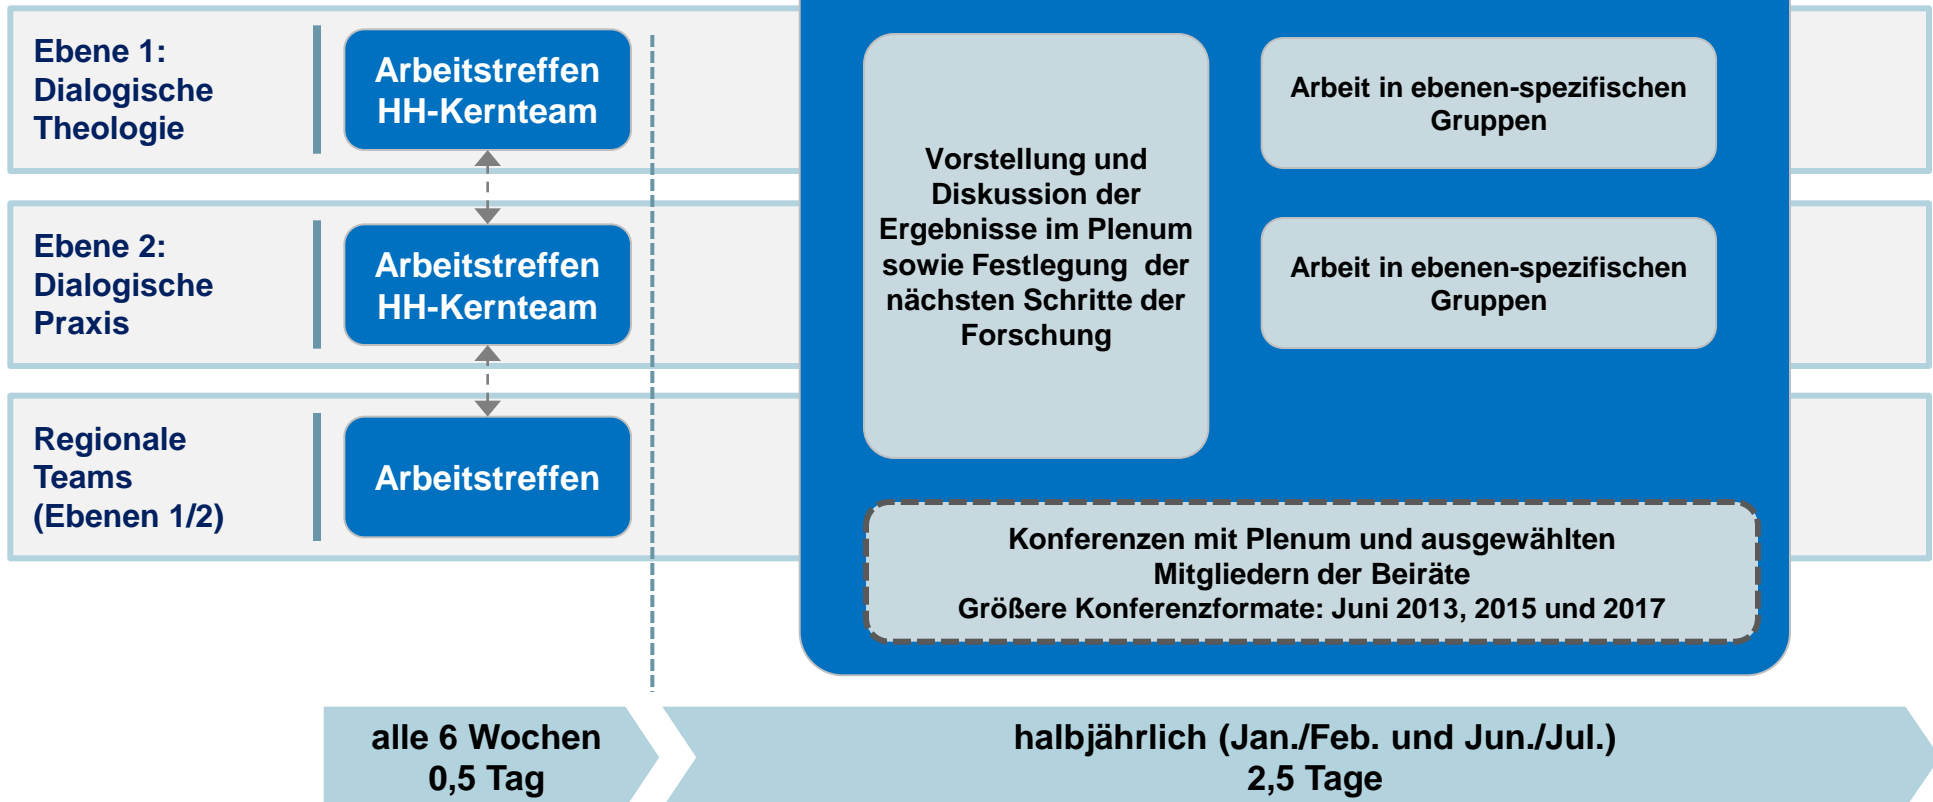 Ebene 1:
Dialogische
Theologie
Arbeitstreffen
HH-Kernteam
Ebene 2:
Dialogische
Praxis
Arbeitstreffen
HH-Kernteam
Regionale
Teams
(Ebenen 1/2)
Arbeitstreffen
Vorstellung und
Diskussion der
Ergebnisse im Plenum
sowie Festlegung der
nächsten Schritte der
Forschung
Arbeit in ebenen-spezifischen
Gruppen
Arbeit in ebenen-spezifischen
Gruppen
Konferenzen mit Plenum und ausgewählten
Mitgliedern der Beiräte
Größere Konferenzformate: Juni 2013, 2015 und 2017
alle 6 Wochen
0,5 Tag
halbjährlich (Jan./Feb. und Jun./Jul.)
2,5 Tage